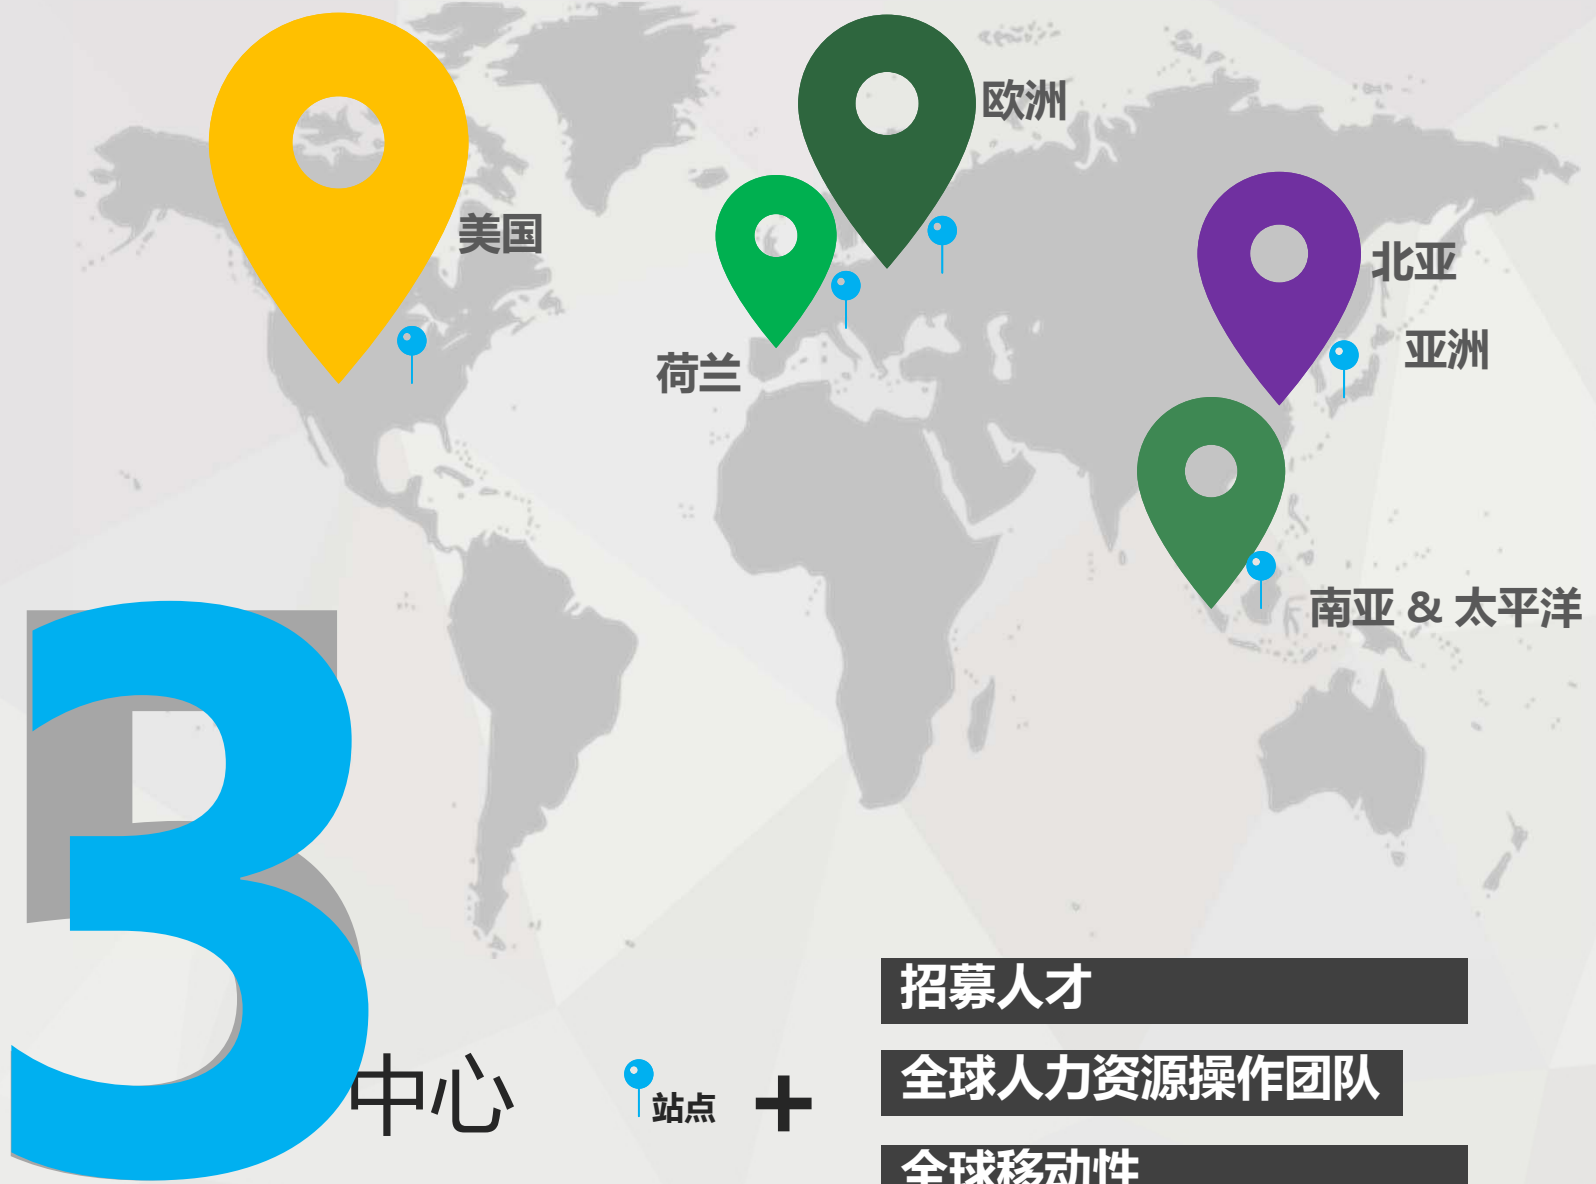 欧洲
美国
北亚
亚洲
荷兰
南亚 & 太平洋
3
中心
站点 +
招募人才
全球人力资源操作团队
全球移动性